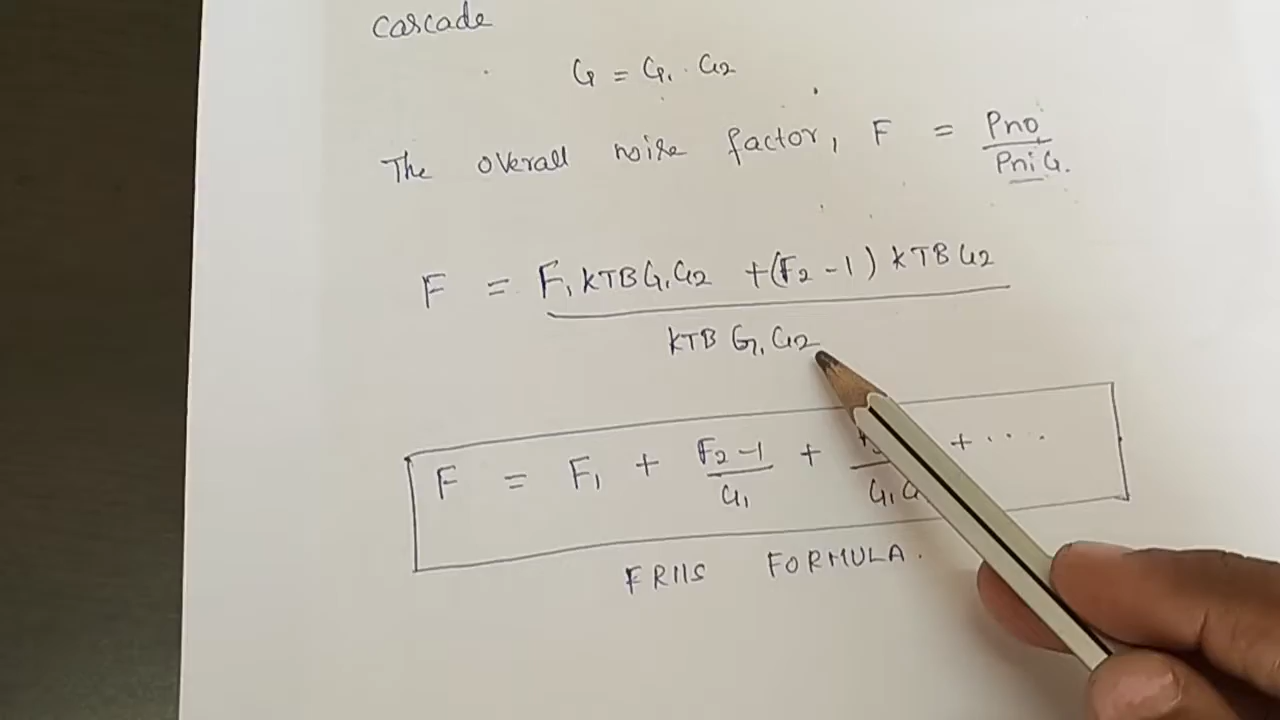 cascade
G = G1 . G2
The overall noise factor, F = Pno / Pni G.
F = F1 KTB G1 G2 + (F2 - 1) KTB G2 / KTB G1 G2
F = F1 + F2 - 1 / G1 + / G1 G + ....
FRIIS FORMULA.